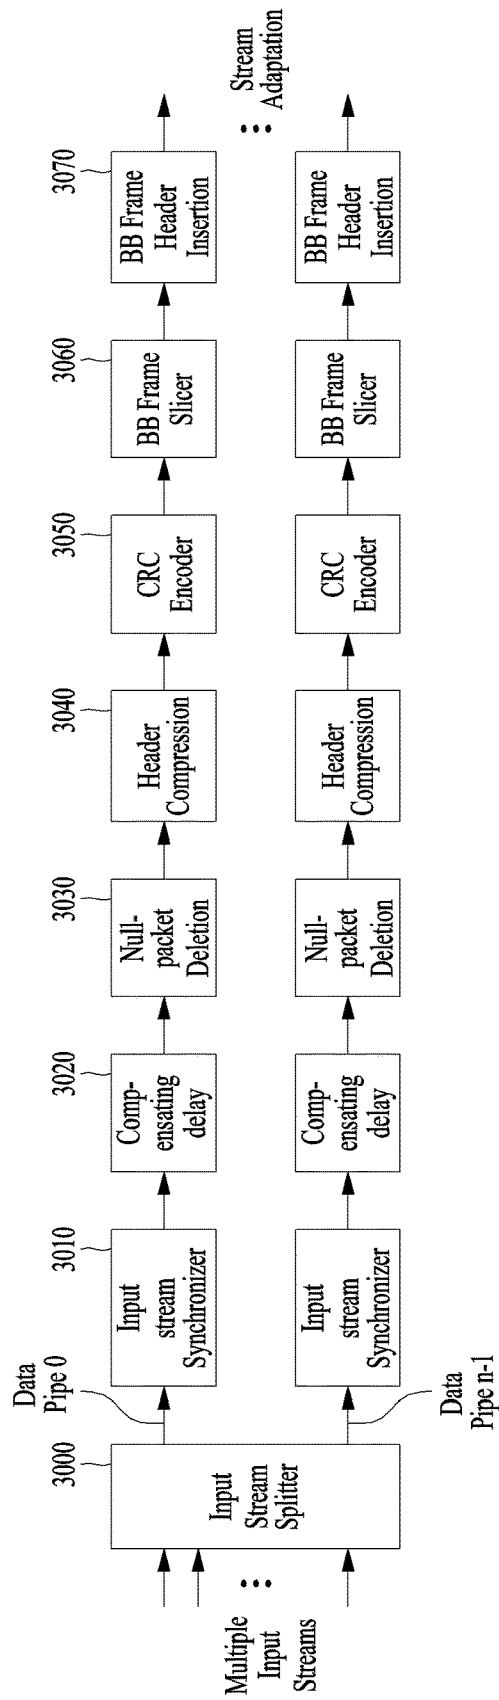 Multiple
Input
Streams
3000
Input
Stream
Splitter
Data
Pipe 0
Data
Pipe n-1
3010
Input
stream
Synchronizer
3020
Comp-
ensating
delay
3030
Null-
packet
Deletion
3040
Header
Compression
3050
CRC
Encoder
3060
BB Frame
Slicer
3070
BB Frame
Header
Insertion
Input
stream
Synchronizer
Comp-
ensating
delay
Null-
packet
Deletion
Header
Compression
CRC
Encoder
BB Frame
Slicer
BB Frame
Header
Insertion
Stream
Adaptation